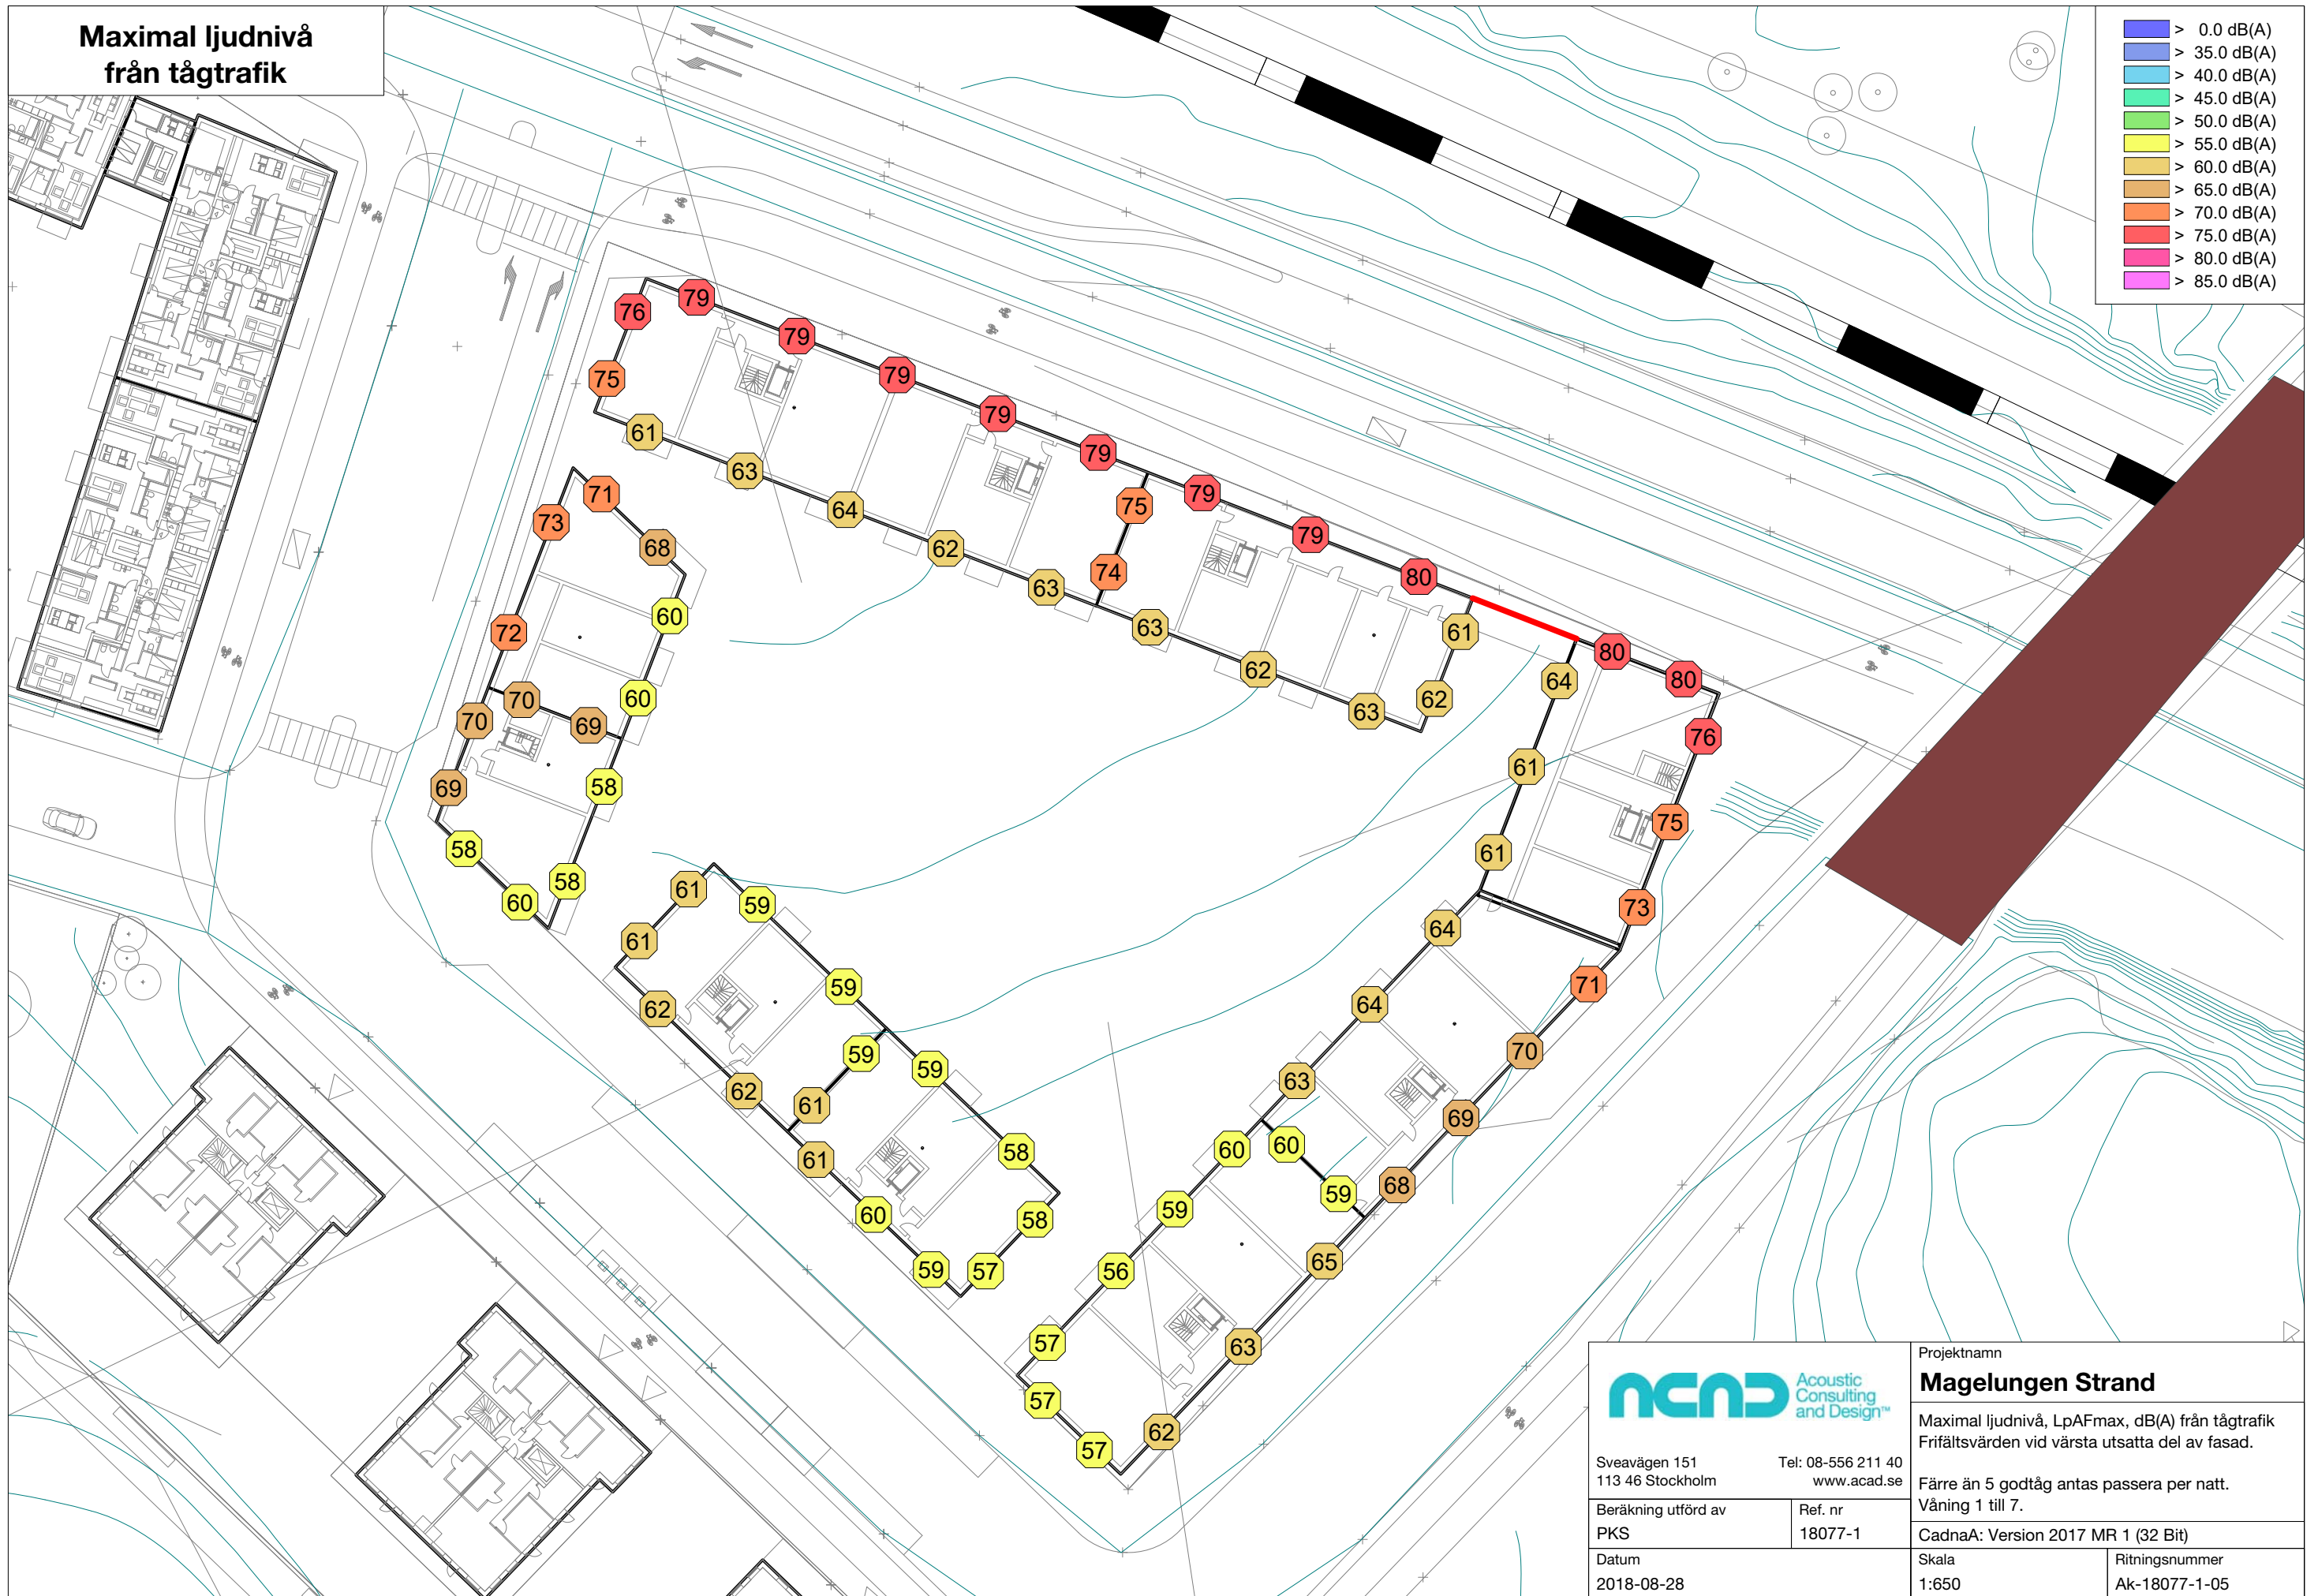 Maximal ljudnivå
från tågtrafik
> 0.0 dB(A)
> 35.0 dB(A)
> 40.0 dB(A)
> 45.0 dB(A)
> 50.0 dB(A)
> 55.0 dB(A)
> 60.0 dB(A)
> 65.0 dB(A)
> 70.0 dB(A)
> 75.0 dB(A)
> 80.0 dB(A)
> 85.0 dB(A)
76
79
79
79
79
79
79
79
80
75
61
63
64
62
63
63
62
63
75
74
61
62
80
80
76
64
61
61
75
73
71
73
68
72
60
60
70
69
70
69
58
58
58
60
61
61
59
59
62
62
59
61
59
58
58
57
61
60
59
64
64
63
71
70
69
68
60
60
59
59
56
57
57
57
65
63
62
acad
Acoustic
Consulting
and Design™
Sveavägen 151
113 46 Stockholm
Tel: 08-556 211 40
www.acad.se
Beräkning utförd av
PKS
Ref. nr
18077-1
Datum
2018-08-28
Projektnamn
Magelungen Strand
Maximal ljudnivå, LpAFmax, dB(A) från tågtrafik
Frifältsvärden vid värsta utsatta del av fasad.
Färre än 5 godtåg antas passera per natt.
Våning 1 till 7.
CadnaA: Version 2017 MR 1 (32 Bit)
Skala
1:650
Ritningsnummer
Ak-18077-1-05